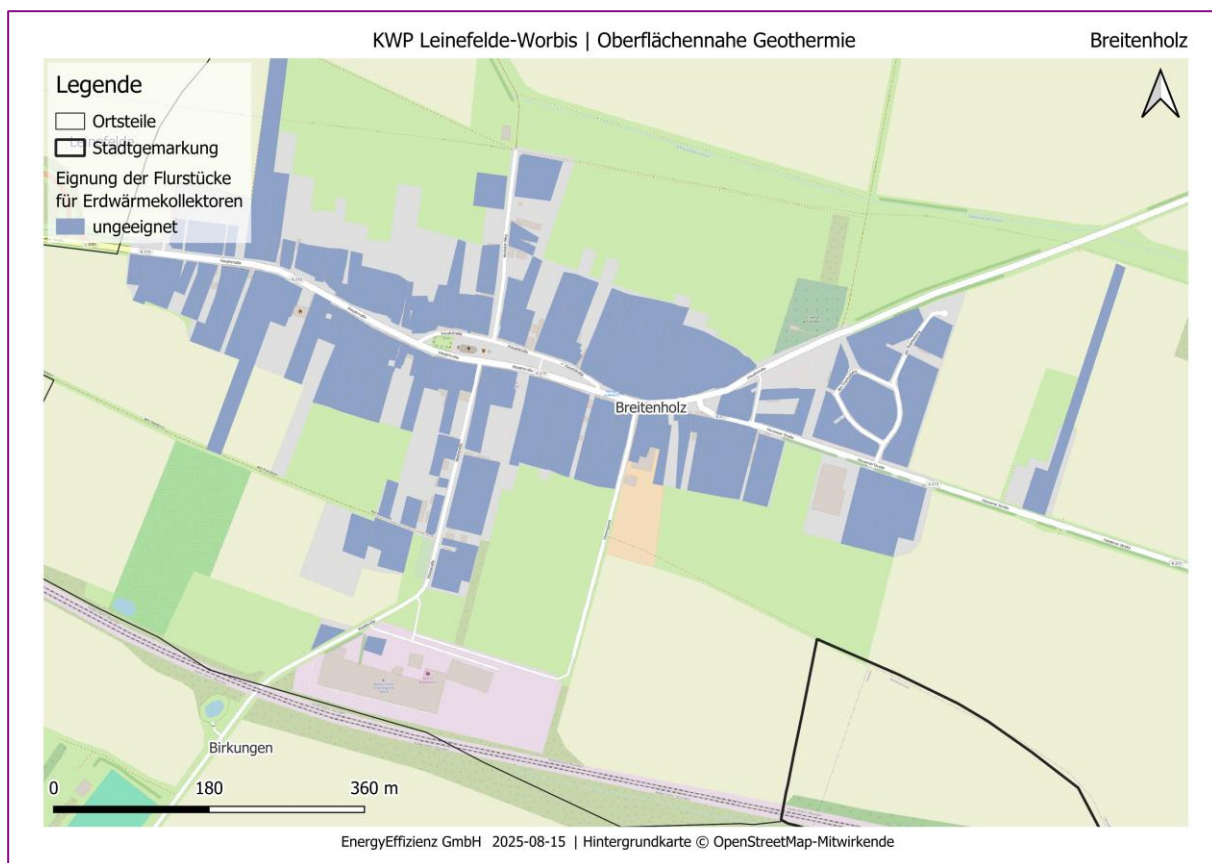 KWP Leinefelde-Worbis | Oberflächennahe Geothermie
Breitenholz
Legende
Ortsteile
Leinefelde
Stadtgemarkung
Eignung der Flurstücke
für Erdwärmekollektoren
ungeeignet
Breitenholz
Birkungen
0 180 360 m
EnergyEffizienz GmbH 2025-08-15 | Hintergrundkarte © OpenStreetMap-Mitwirkende